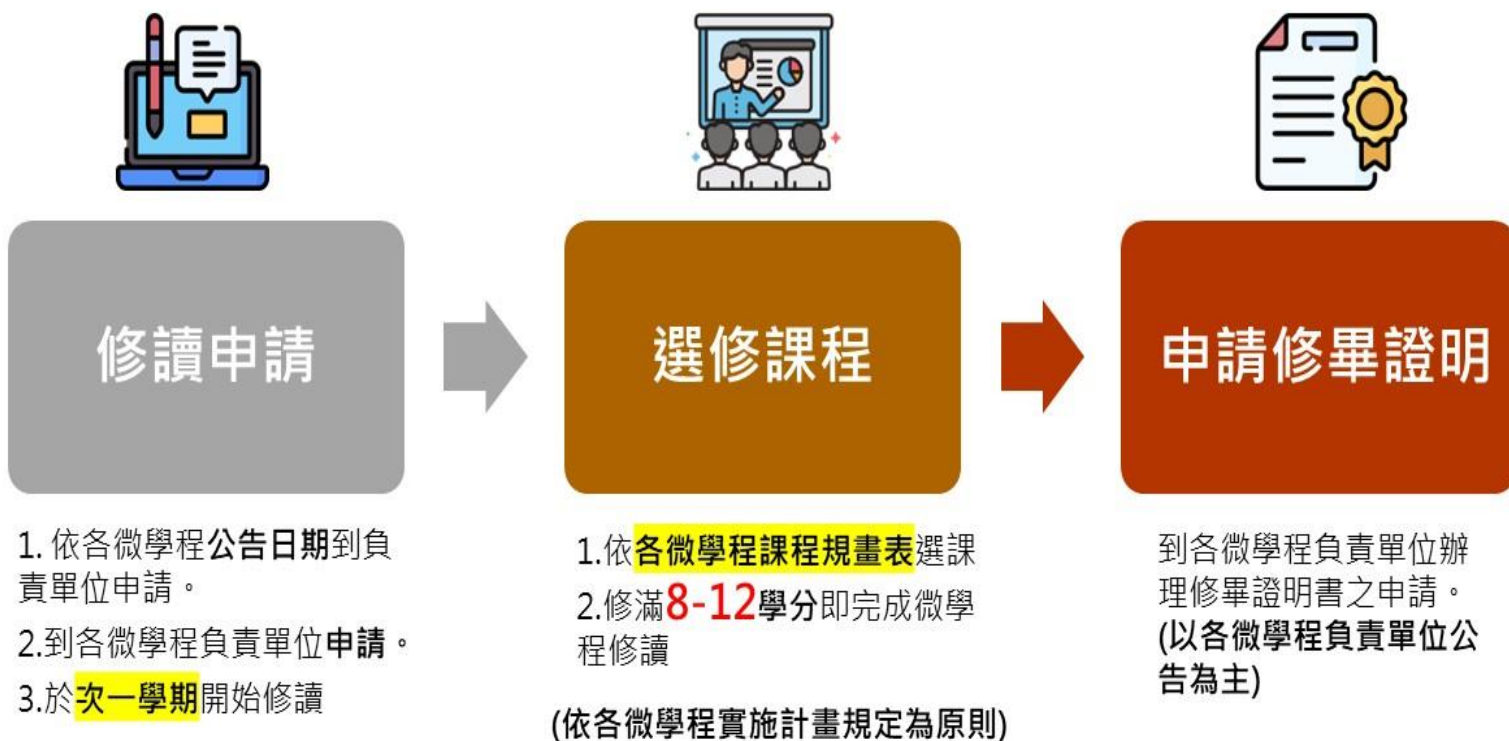 修讀申請
1. 依各微學程公告日期到負
責單位申請。
2.到各微學程負責單位申請。
3.於次一學期開始修讀
選修課程
1.依各微學程課程規畫表選課
2.修滿8-12學分即完成微學
程修讀
(依各微學程實施計畫規定為原則)
申請修畢證明
到各微學程負責單位辦
理修畢證明書之申請。
(以各微學程負責單位公
告為主)